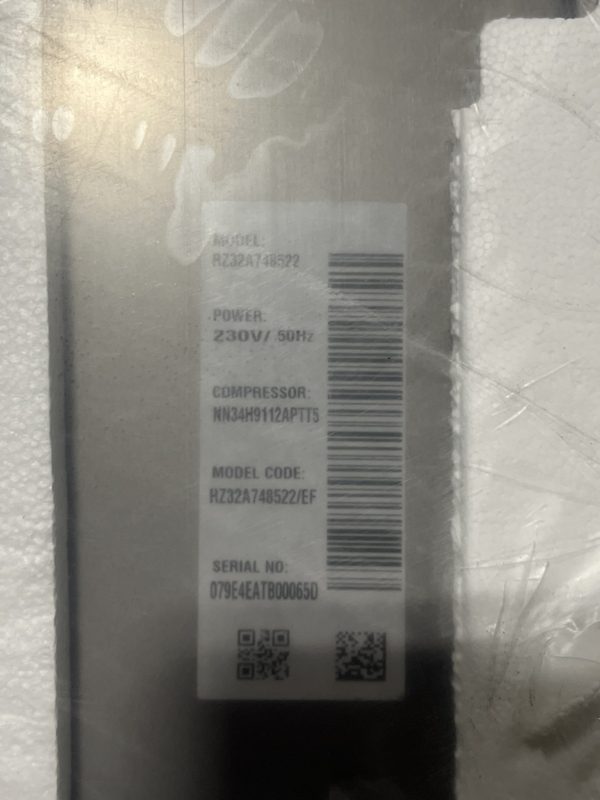 MODEL:
RZ32A748522
POWER:
230V/ 50Hz
COMPRESSOR:
NN34H9112APTT5
MODEL CODE:
RZ32A748522/EF
SERIAL NO:
079E4EATB00065D